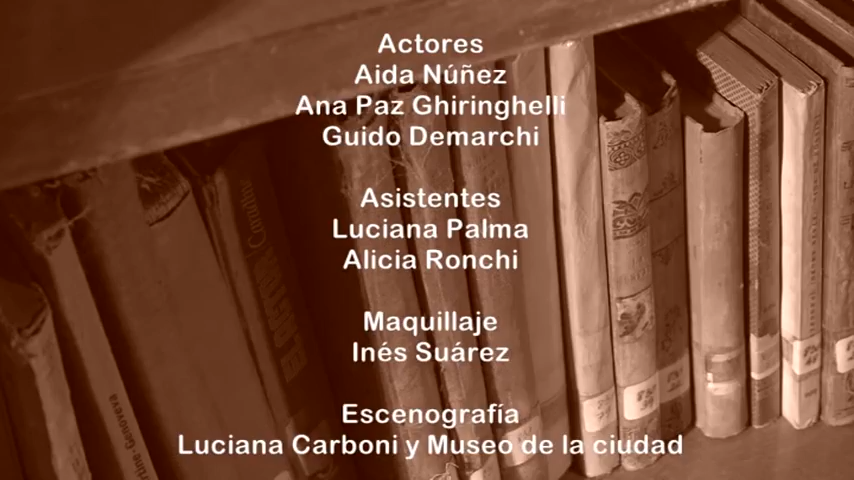 Actores
Aida Núñez
Ana Paz Ghiringhelli
Guido Demarchi
Asistentes
Luciana Palma
Alicia Ronchi
Maquillaje
Inés Suárez
Escenografía
Luciana Carboni y Museo de la ciudad